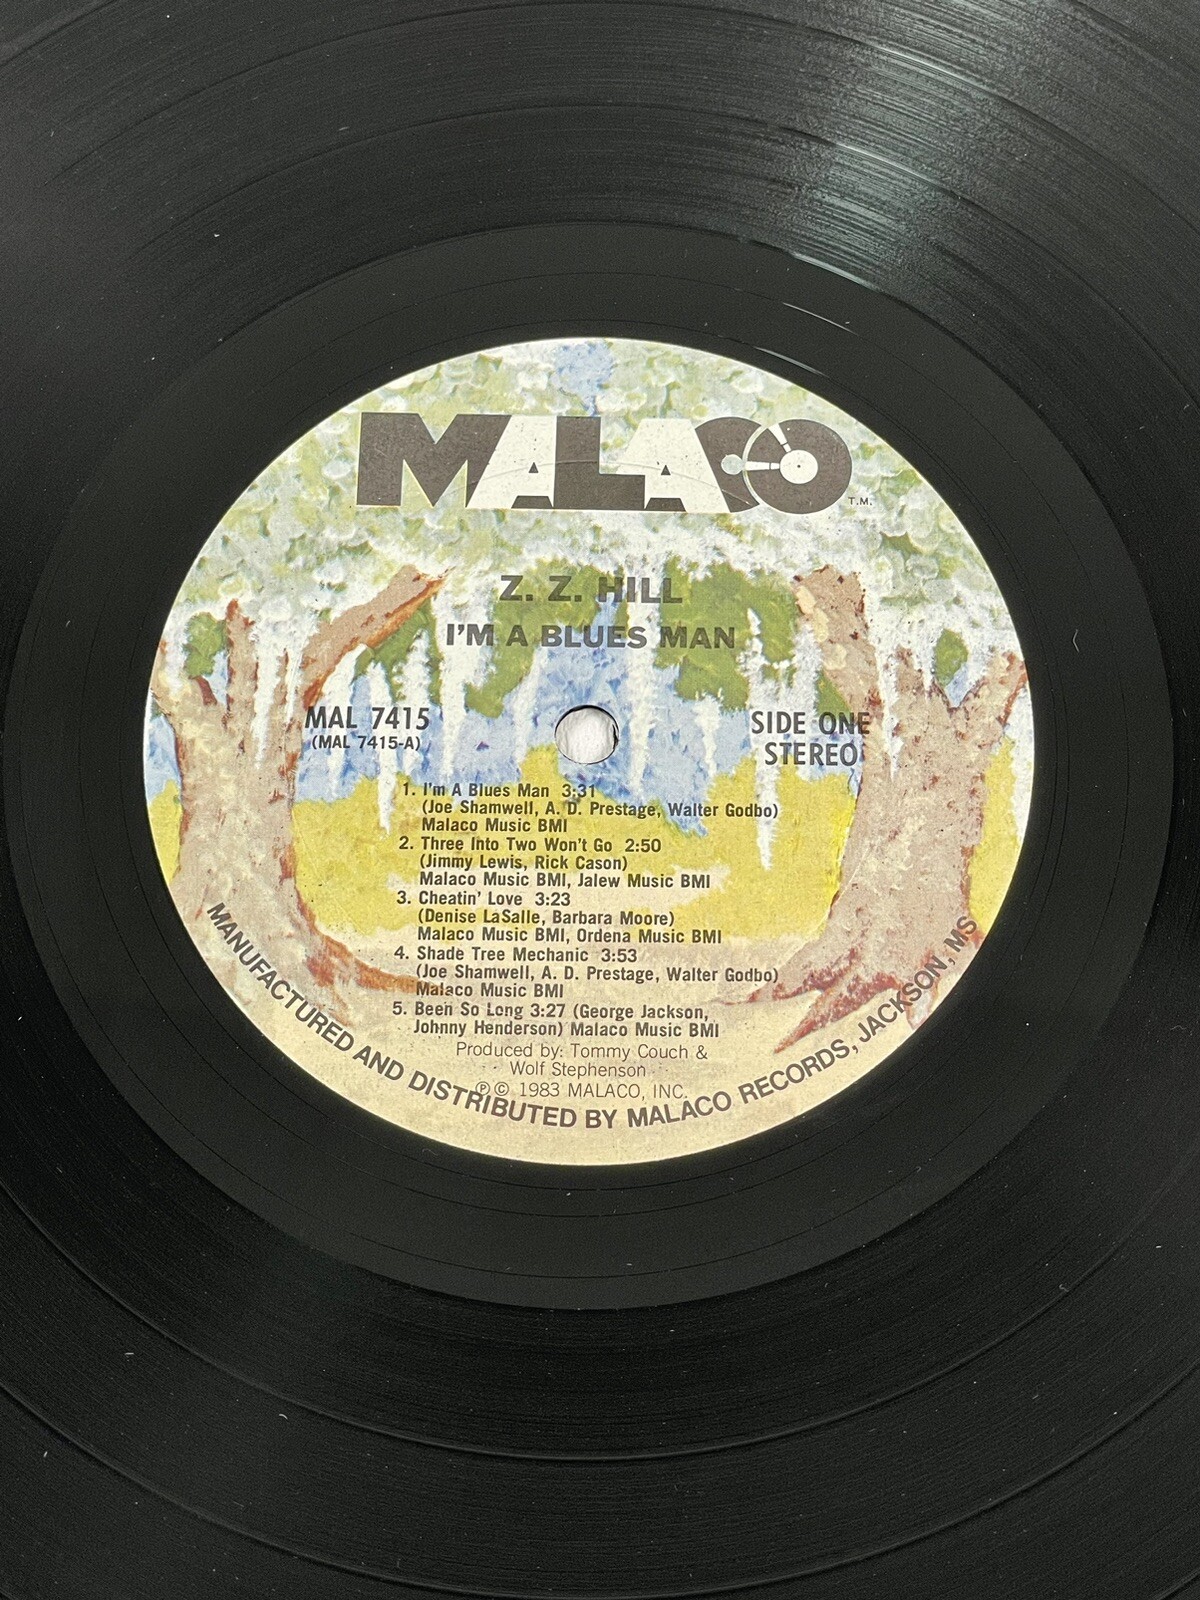 MALACO
T.M.
Z. Z. HILL
I'M A BLUES MAN
MAL 7415
(MAL 7415-A)
SIDE ONE
STEREO
1. I'm A Blues Man 3:31
(Joe Shamwell, A. D. Prestage, Walter Godbo)
Malaco Music BMI
2. Three Into Two Won't Go 2:50
(Jimmy Lewis, Rick Cason)
Malaco Music BMI, Jalew Music BMI
3. Cheatin' Love 3:23
(Denise LaSalle, Barbara Moore)
Malaco Music BMI, Ordena Music BMI
4. Shade Tree Mechanic 3:53
(Joe Shamwell, A. D. Prestage, Walter Godbo)
Malaco Music BMI
5. Been So Long 3:27 (George Jackson,
Johnny Henderson) Malaco Music BMI
Produced by: Tommy Couch &
Wolf Stephenson
℗© 1983 MALACO, INC.
MANUFACTURED AND DISTRIBUTED BY MALACO RECORDS, JACKSON, MS